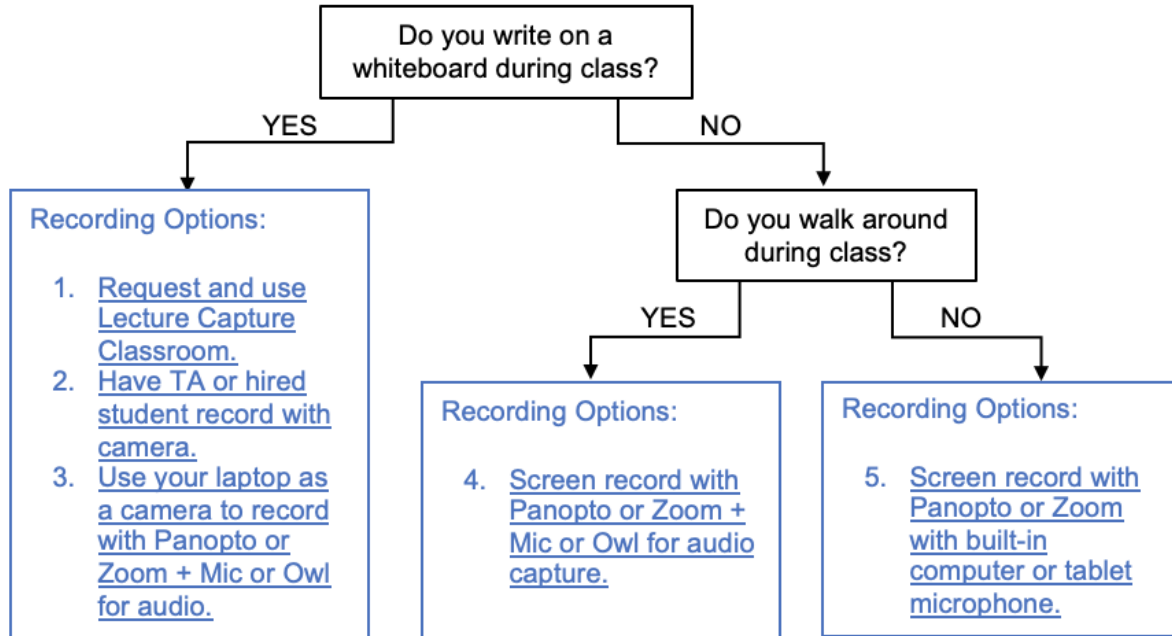 Do you write on a
whiteboard during class?
YES
NO
Recording Options:
1. Request and use
Lecture Capture
Classroom.
2. Have TA or hired
student record with
camera.
3. Use your laptop as
a camera to record
with Panopto or
Zoom + Mic or Owl
for audio.
Do you walk around
during class?
YES
NO
Recording Options:
4. Screen record with
Panopto or Zoom +
Mic or Owl for audio
capture.
Recording Options:
5. Screen record with
Panopto or Zoom
with built-in
computer or tablet
microphone.